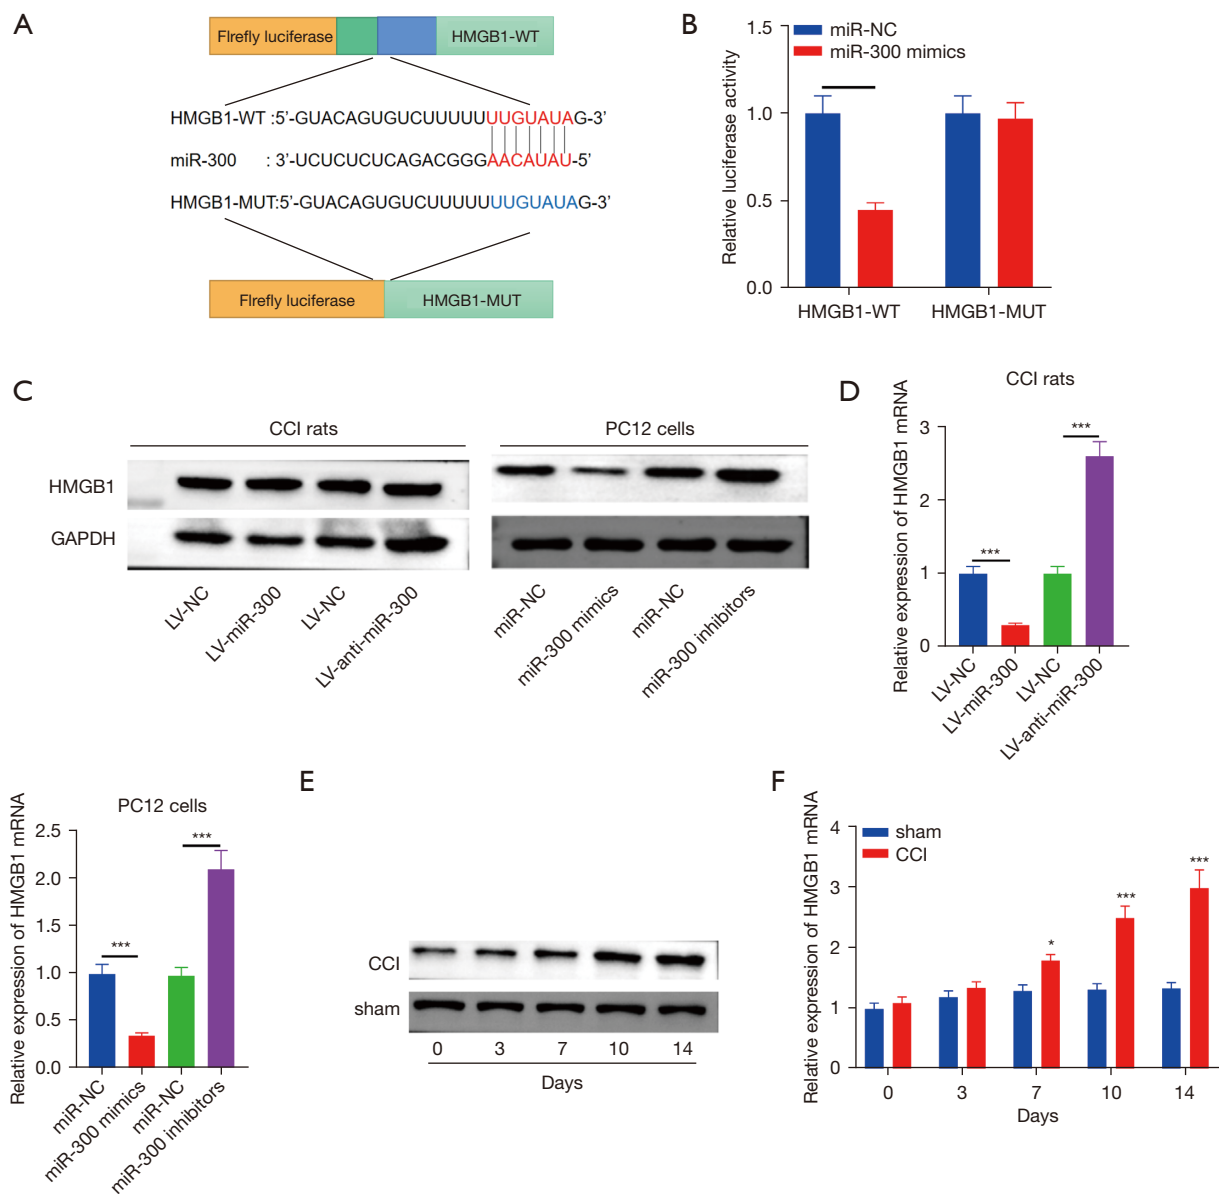 A
FIrefly luciferase
HMGB1-WT
HMGB1-WT :5’-GUACAGUGUCUUUUUUUGUAUAG-3’
miR-300 : 3’-UCUCUCUCAGACGGGAACAUAU-5’
HMGB1-MUT:5’-GUACAGUGUCUUUUUUUGUAUAG-3’
FIrefly luciferase
HMGB1-MUT
B
Relative luciferase activity
1.5
1.0
0.5
0.0
miR-NC
miR-300 mimics
HMGB1-WT
HMGB1-MUT
C
CCI rats
PC12 cells
HMGB1
GAPDH
LV-NC
LV-miR-300
LV-NC
LV-anti-miR-300
miR-NC
miR-300 mimics
miR-NC
miR-300 inhibitors
D
CCI rats
Relative expression of HMGB1 mRNA
3
2
1
0
***
***
LV-NC
LV-miR-300
LV-NC
LV-anti-miR-300
PC12 cells
Relative expression of HMGB1 mRNA
2.5
2.0
1.5
1.0
0.5
0.0
***
***
miR-NC
miR-300 mimics
miR-NC
miR-300 inhibitors
E
CCI
sham
0 3 7 10 14
Days
F
Relative expression of HMGB1 mRNA
4
3
2
1
0
sham
CCI
*
***
***
0 3 7 10 14
Days